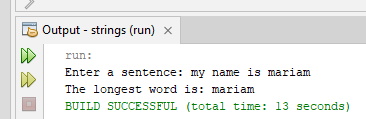 Output - strings (run)
run:
Enter a sentence: my name is mariam
The longest word is: mariam
BUILD SUCCESSFUL (total time: 13 seconds)